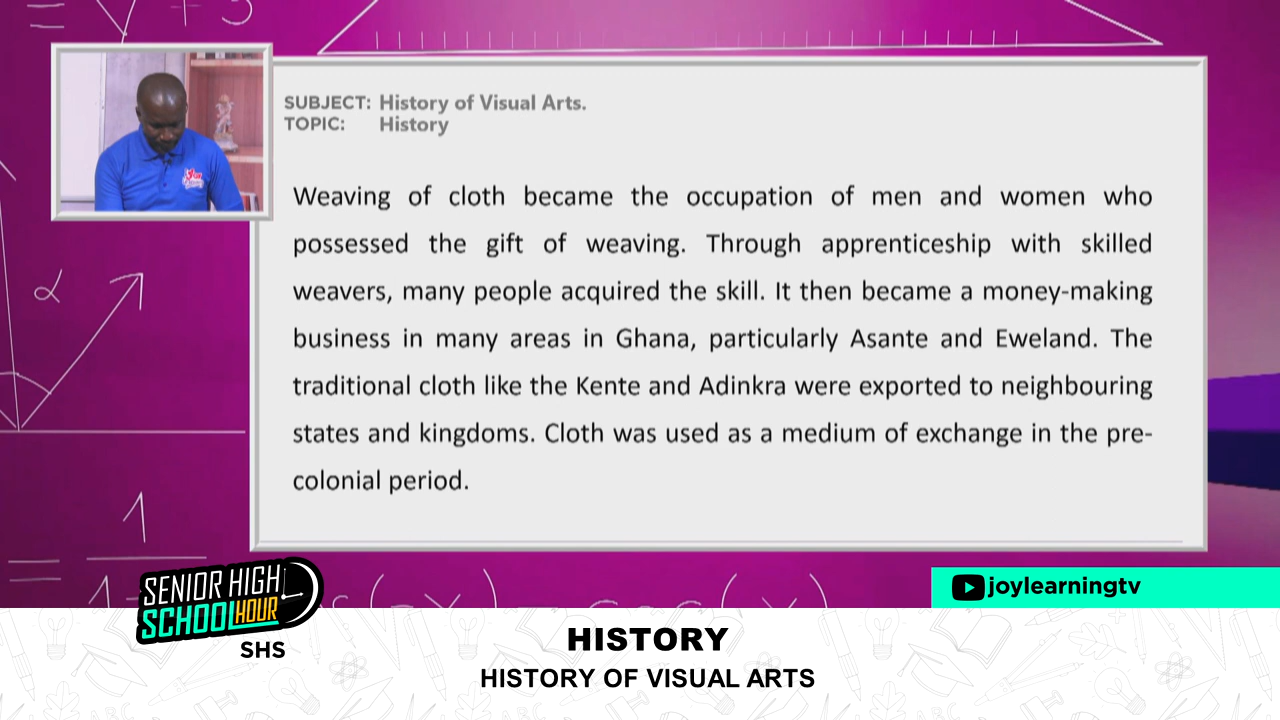 SUBJECT: History of Visual Arts.
TOPIC: History
Weaving of cloth became the occupation of men and women who
possessed the gift of weaving. Through apprenticeship with skilled
weavers, many people acquired the skill. It then became a money-making
business in many areas in Ghana, particularly Asante and Eweland. The
traditional cloth like the Kente and Adinkra were exported to neighbouring
states and kingdoms. Cloth was used as a medium of exchange in the pre-
colonial period.
SENIOR HIGH
SCHOOL HOUR
SHS
joylearningtv
HISTORY
HISTORY OF VISUAL ARTS